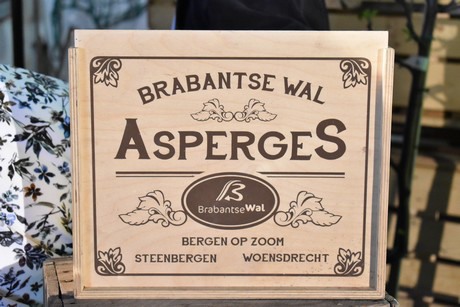 BRABANTSE WAL
ASPERGES
BrabantseWal
BERGEN OP ZOOM
STEENBERGEN WOENSDRECHT